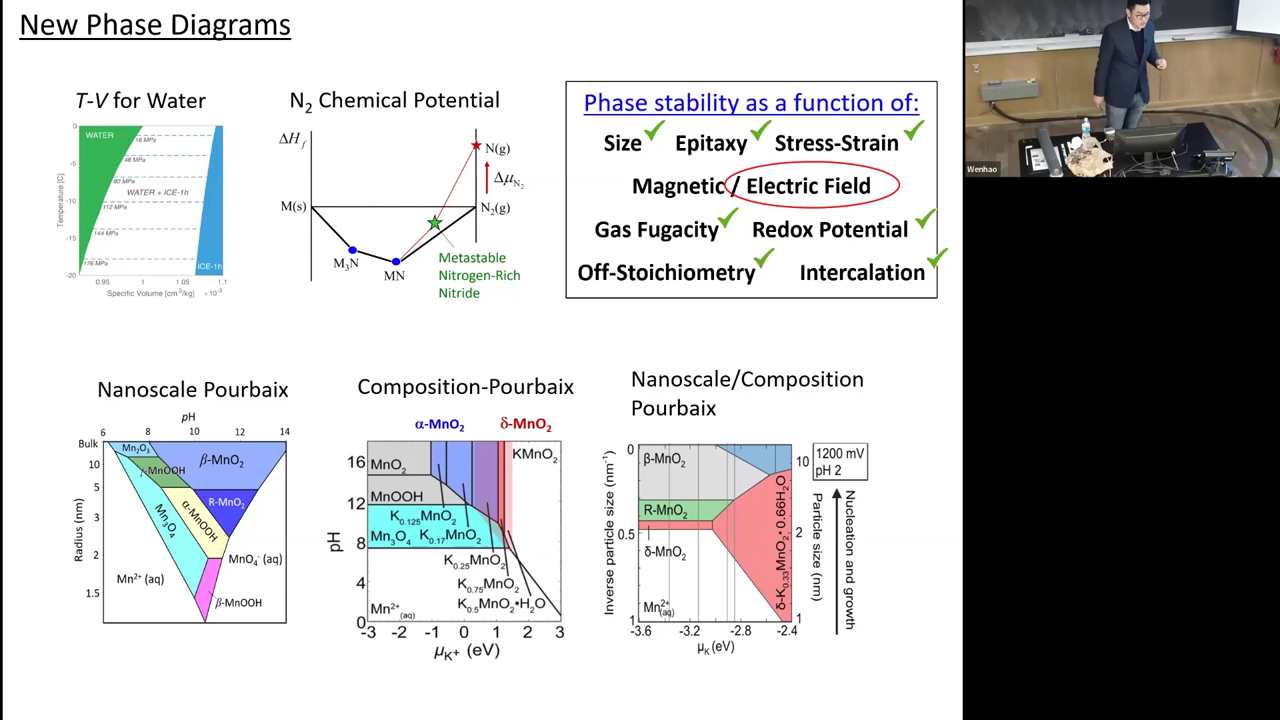 New Phase Diagrams
T-V for Water
N₂ Chemical Potential
Phase stability as a function of:
Size Epitaxy Stress-Strain
Magnetic / Electric Field
Gas Fugacity Redox Potential
Off-Stoichiometry Intercalation
WATER
WATER + ICE-1h
ICE-1h
16 MPa
48 MPa
80 MPa
112 MPa
144 MPa
176 MPa
0
-5
-10
-15
-20
Temperature [C]
0.95 1 1.05 1.1
Specific Volume [cm³/kg] ×10⁻³
ΔH_f
N(g)
Δμ_N₂
M(s)
N₂(g)
M₃N
MN
Metastable
Nitrogen-Rich
Nitride
Nanoscale Pourbaix
pH
6 8 10 12 14
Bulk
10
5
3
2
1.5
Radius (nm)
Mn₂O₃
β-MnO₂
γ-MnOOH
R-MnO₂
α-MnOOH
Mn₃O₄
MnO₄⁻ (aq)
Mn²⁺ (aq)
β-MnOOH
Composition-Pourbaix
α-MnO₂ δ-MnO₂
KMnO₂
MnO₂
MnOOH
K₀.₁₂₅MnO₂
Mn₃O₄ K₀.₁₇MnO₂
K₀.₂₅MnO₂
K₀.₇₅MnO₂
K₀.₅MnO₂•H₂O
Mn²⁺(aq)
16
12
8
4
0
pH
-3 -2 -1 0 1 2 3
μK⁺ (eV)
Nanoscale/Composition
Pourbaix
β-MnO₂
R-MnO₂
δ-MnO₂
Mn²⁺(aq)
δ-K₀.₃₃MnO₂•0.66H₂O
0
0.5
1
Inverse particle size (nm⁻¹)
-3.6 -3.2 -2.8 -2.4
μK (eV)
10
2
1
Particle size (nm)
1200 mV
pH 2
Nucleation and growth
Wenhao